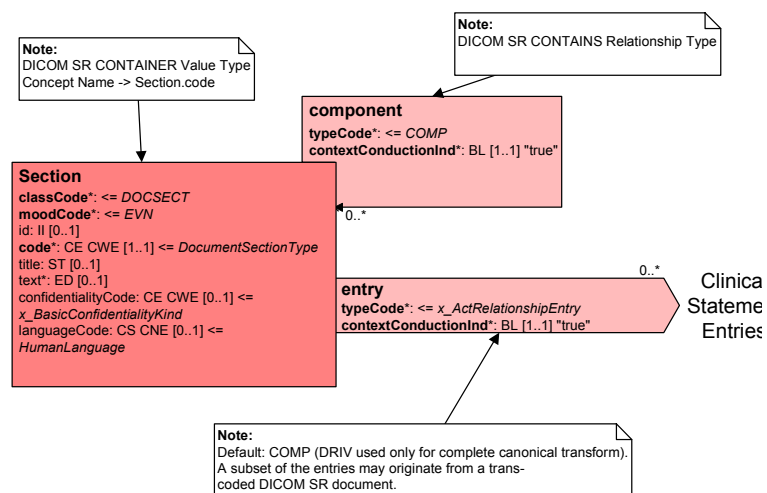 Note:
DICOM SR CONTAINER Value Type
Concept Name -> Section.code
Note:
DICOM SR CONTAINS Relationship Type
component
typeCode*: <= COMP
contextConductionInd*: BL [1..1] "true"
0..*
Section
classCode*: <= DOCSECT
moodCode*: <= EVN
id: II [0..1]
code*: CE CWE [1..1] <= DocumentSectionType
title: ST [0..1]
text*: ED [0..1]
confidentialityCode: CE CWE [0..1] <=
x_BasicConfidentialityKind
languageCode: CS CNE [0..1] <=
HumanLanguage
0..*
entry
typeCode*: <= x_ActRelationshipEntry
contextConductionInd*: BL [1..1] "true"
Clinica
Stateme
Entries
Note:
Default: COMP (DRIV used only for complete canonical transform).
A subset of the entries may originate from a trans-
coded DICOM SR document.